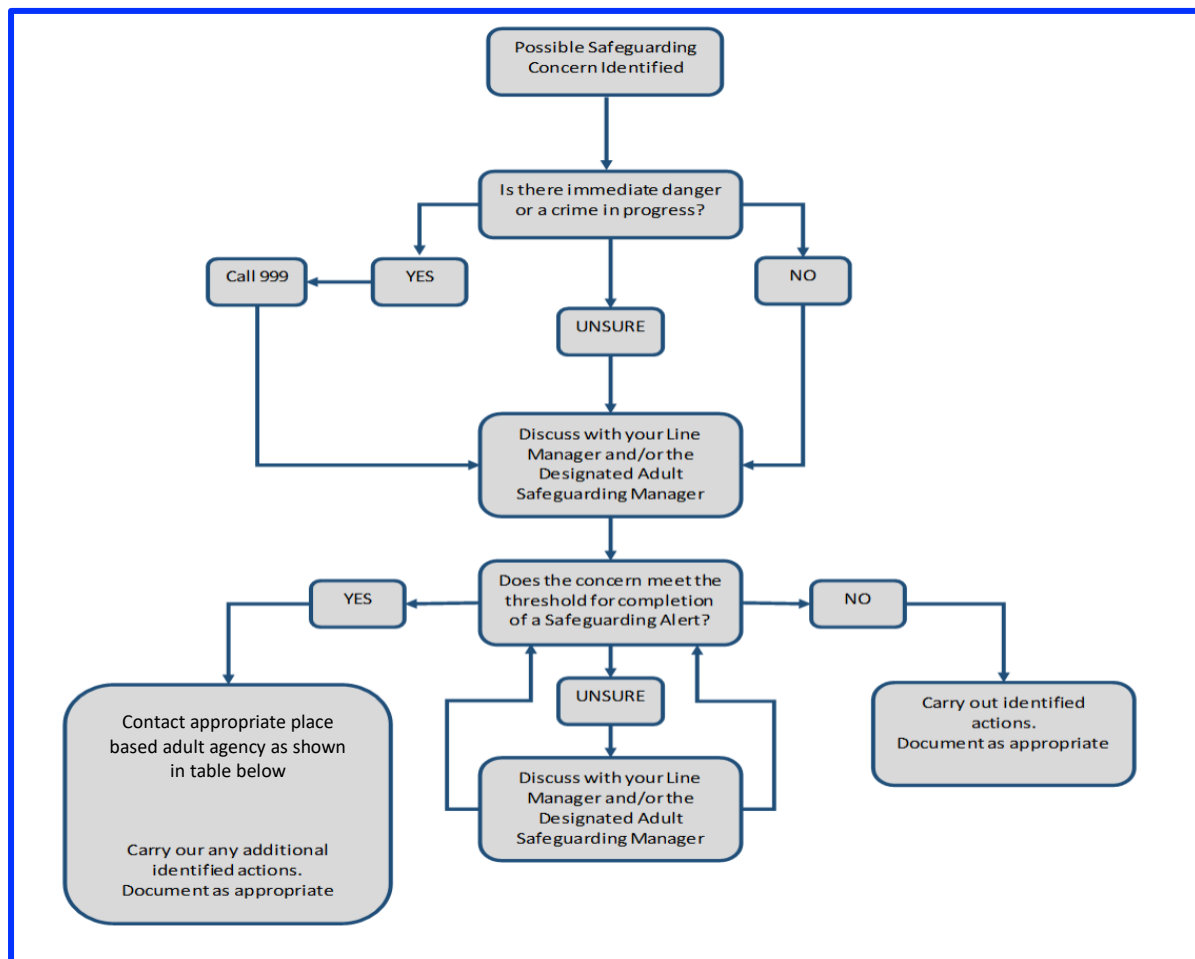 Possible Safeguarding
Concern Identified
Is there immediate danger
or a crime in progress?
Call 999
YES
NO
UNSURE
Discuss with your Line
Manager and/or the
Designated Adult
Safeguarding Manager
Does the concern meet the
threshold for completion
of a Safeguarding Alert?
YES
NO
UNSURE
Contact appropriate place
based adult agency as shown
in table below
Carry our any additional
identified actions.
Document as appropriate
Discuss with your Line
Manager and/or the
Designated Adult
Safeguarding Manager
Carry out identified
actions.
Document as appropriate